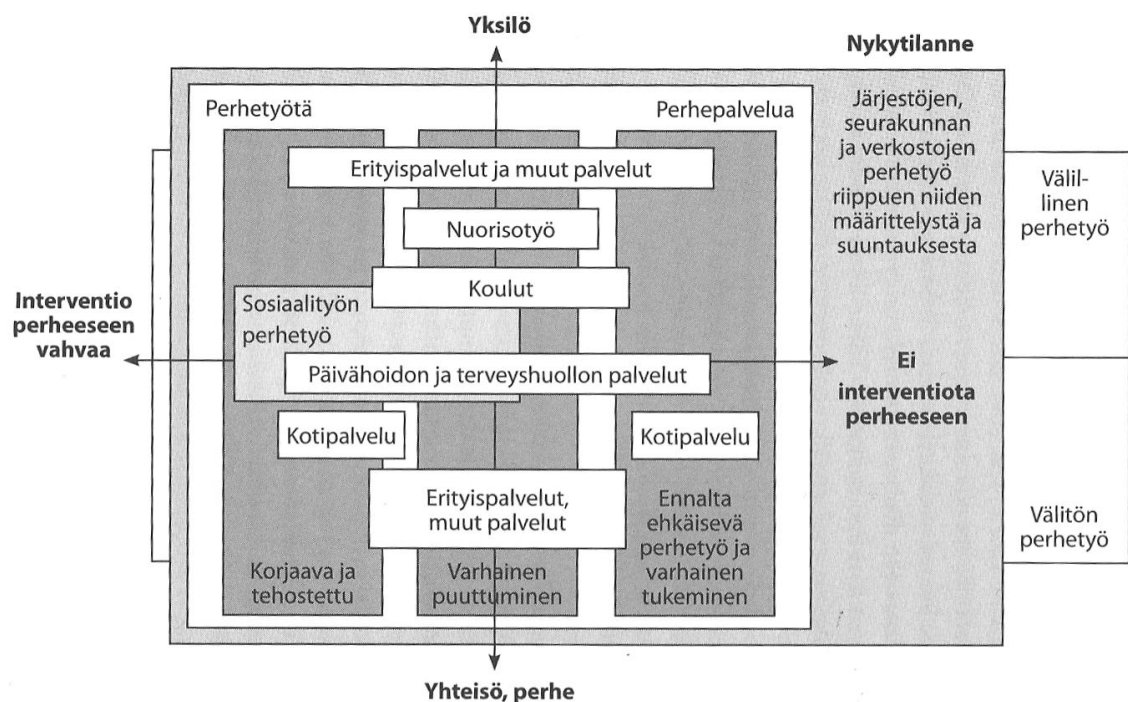 Yksilö
Nykytilanne
Perhetyötä
Perhepalvelua
Järjestöjen,
seurakunnan
ja verkostojen
perhetyö
riippuen niiden
määrittelystä ja
suuntauksesta
Erityispalvelut ja muut palvelut
Välil-
linen
perhetyö
Nuorisotyö
Koulut
Interventio
perheeseen
vahvaa
Sosiaalityön
perhetyö
Päivähoidon ja terveyshuollon palvelut
Ei
interventiota
perheeseen
Kotipalvelu
Kotipalvelu
Erityispalvelut,
muut palvelut
Ennalta
ehkäisevä
perhetyö ja
varhainen
tukeminen
Välitön
perhetyö
Korjaava ja
tehostettu
Varhainen
puuttuminen
Yhteisö, perhe